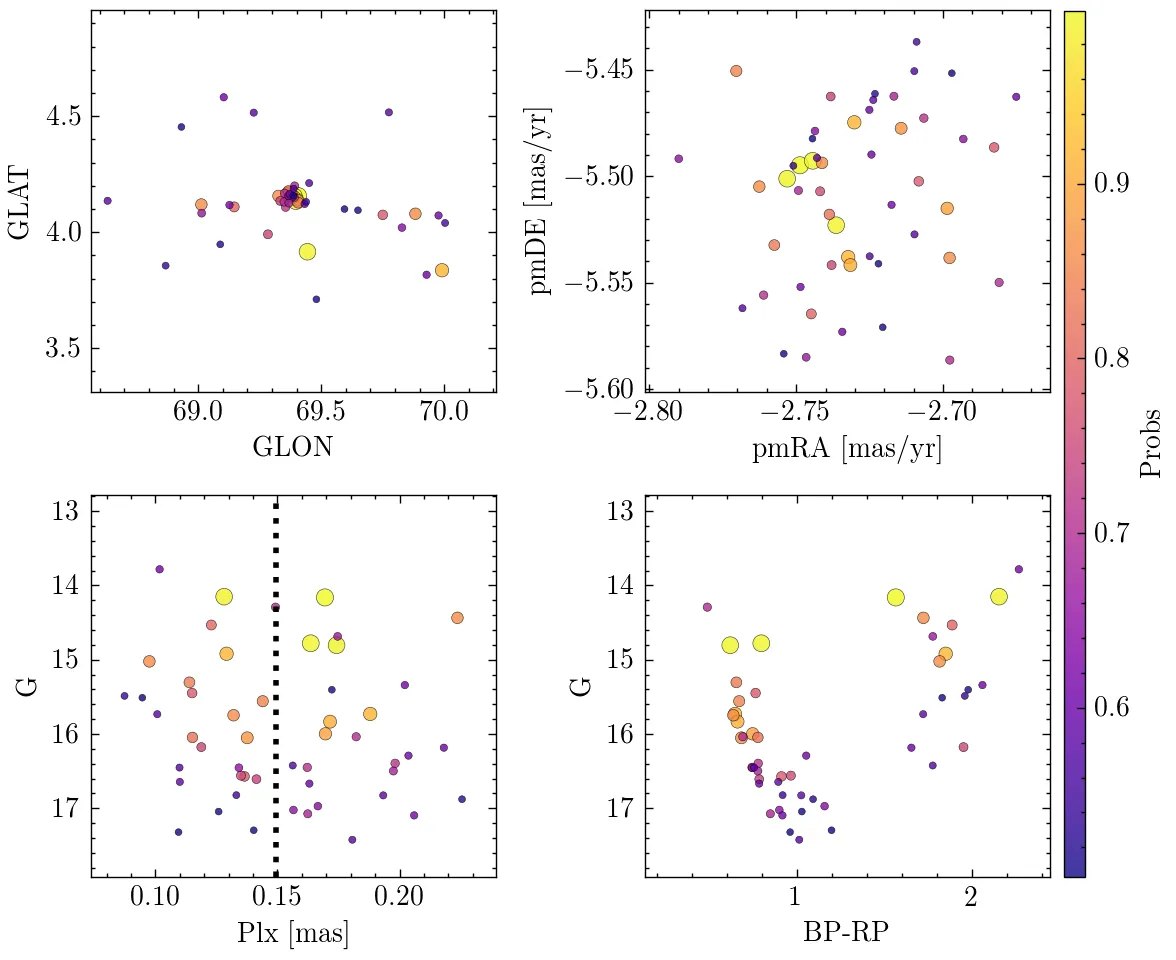 4.5
4.0
3.5
GLAT
69.0 69.5 70.0
GLON
−5.45
−5.50
−5.55
−5.60
pmDE [mas/yr]
−2.80 −2.75 −2.70
pmRA [mas/yr]
0.9
0.8
0.7
0.6
Probs
13
14
15
16
17
G
0.10 0.15 0.20
Plx [mas]
13
14
15
16
17
G
1 2
BP-RP